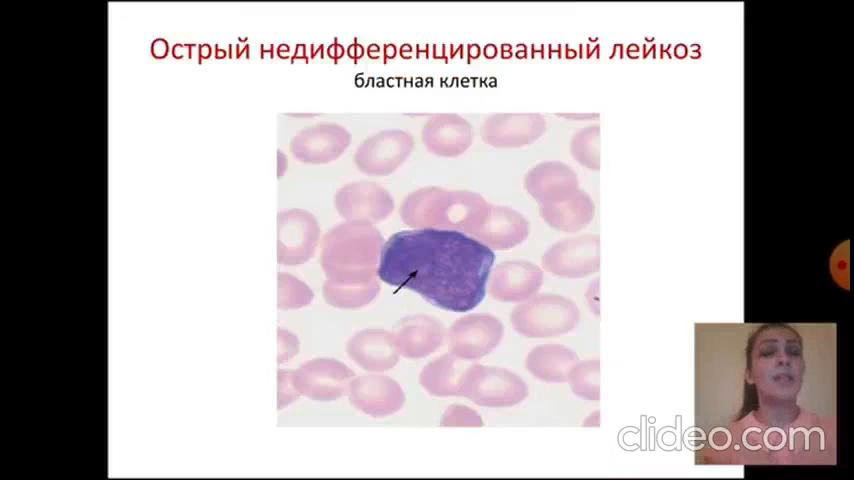 Острый недифференцированный лейкоз
бластная клетка
clideo.com